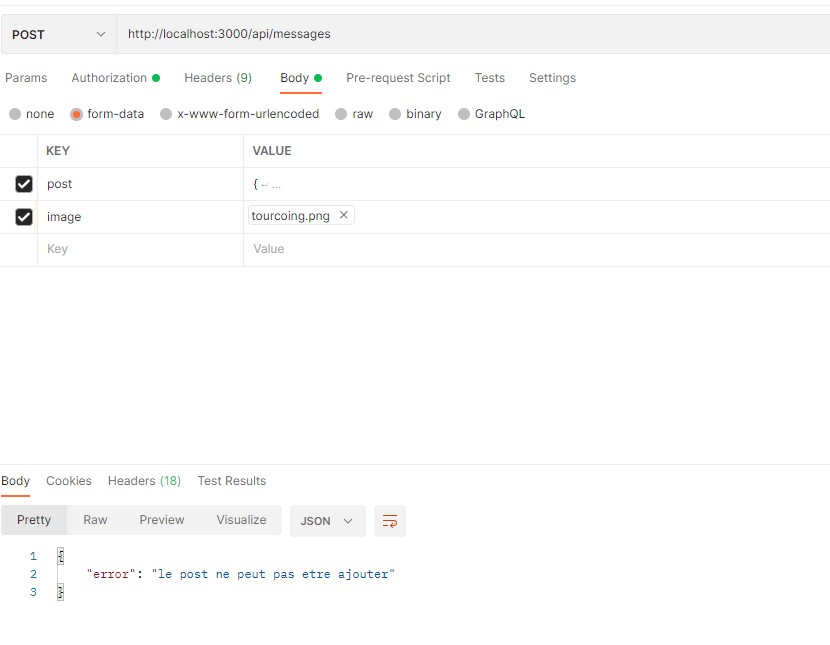 POST http://localhost:3000/api/messages
Params Authorization Headers (9) Body Pre-request Script Tests Settings
none form-data x-www-form-urlencoded raw binary GraphQL
KEY VALUE
post { ↵ ...
image tourcoing.png ×
Key Value
Body Cookies Headers (18) Test Results
Pretty Raw Preview Visualize JSON
1 {
2 "error": "le post ne peut pas etre ajouter"
3 }